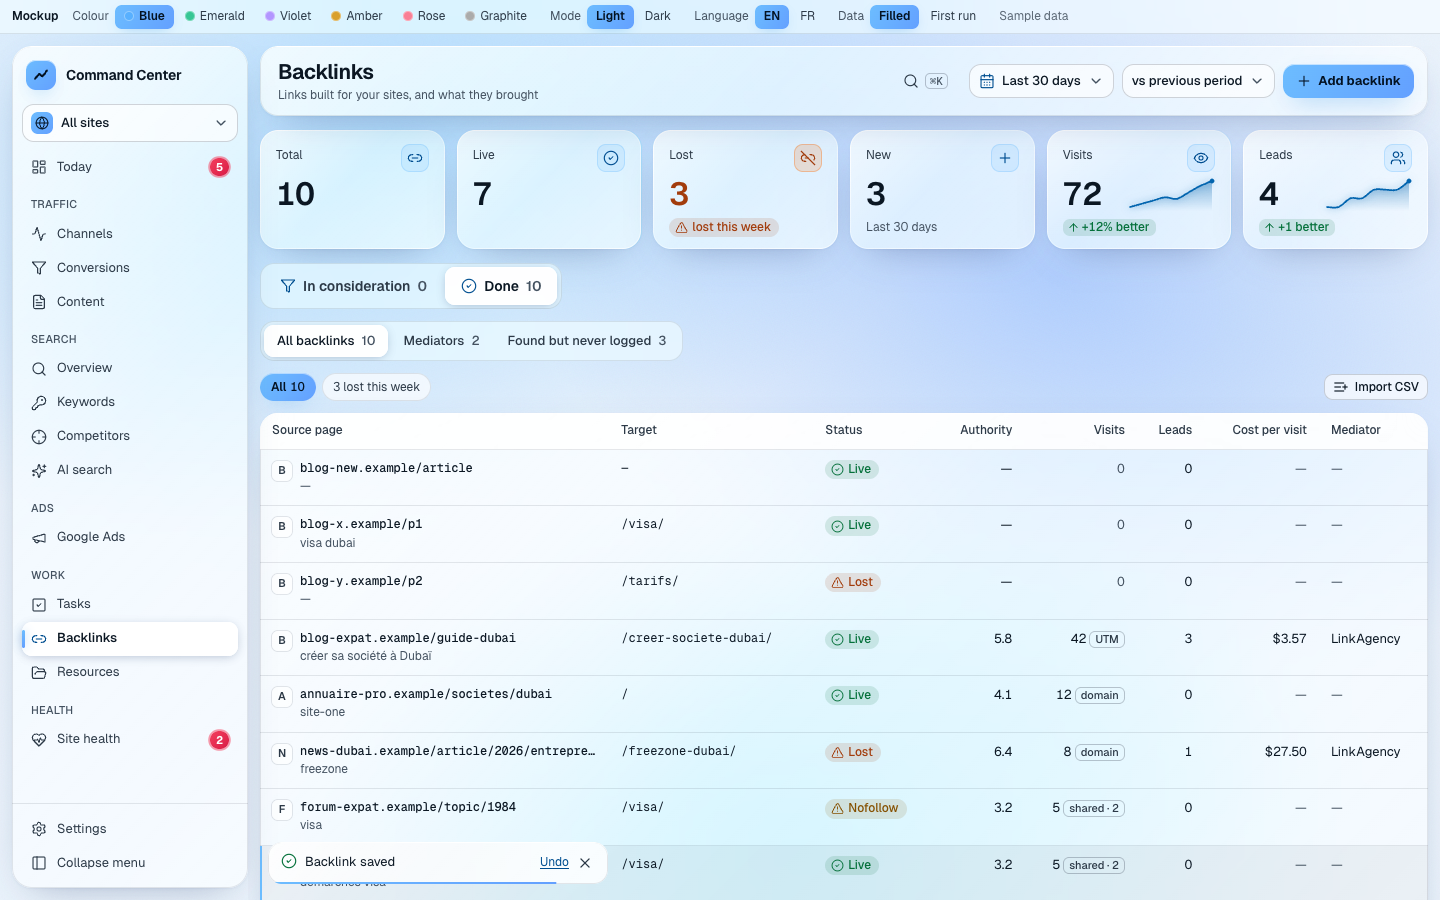 Mockup Colour Blue Emerald Violet Amber Rose Graphite Mode Light Dark Language EN FR Data Filled First run Sample data
Command Center
All sites
Today 5
TRAFFIC
Channels
Conversions
Content
SEARCH
Overview
Keywords
Competitors
AI search
ADS
Google Ads
WORK
Tasks
Backlinks
Resources
HEALTH
Site health 2
Settings
Collapse menu
Backlinks
Links built for your sites, and what they brought
⌘K Last 30 days vs previous period Add backlink
Total
10
Live
7
Lost
3
lost this week
New
3
Last 30 days
Visits
72
↑ +12% better
Leads
4
↑ +1 better
In consideration 0 Done 10
All backlinks 10 Mediators 2 Found but never logged 3
All 10 3 lost this week Import CSV
Source page Target Status Authority Visits Leads Cost per visit Mediator
B blog-new.example/article — Live — 0 0 — —
—
B blog-x.example/p1 /visa/ Live — 0 0 — —
visa dubai
B blog-y.example/p2 /tarifs/ Lost — 0 0 — —
—
B blog-expat.example/guide-dubai /creer-societe-dubai/ Live 5.8 42 UTM 3 $3.57 LinkAgency
créer sa société à Dubaï
A annuaire-pro.example/societes/dubai / Live 4.1 12 domain 0 — —
site-one
N news-dubai.example/article/2026/entrepre… /freezone-dubai/ Lost 6.4 8 domain 1 $27.50 LinkAgency
freezone
F forum-expat.example/topic/1984 /visa/ Nofollow 3.2 5 shared · 2 0 — —
visa
Backlink saved Undo
/visa/ Live 3.2 5 shared · 2 0 — —